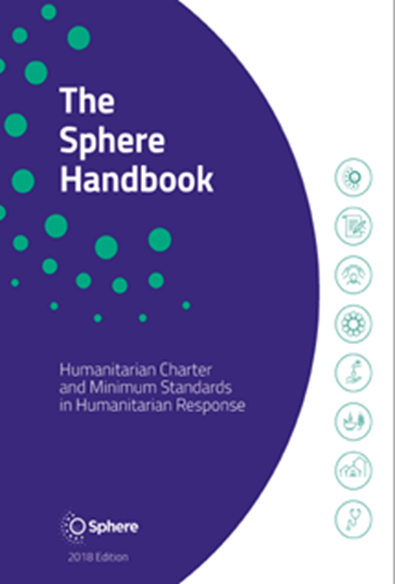 The
Sphere
Handbook
Humanitarian Charter
and Minimum Standards
in Humanitarian Response
Sphere
2018 Edition